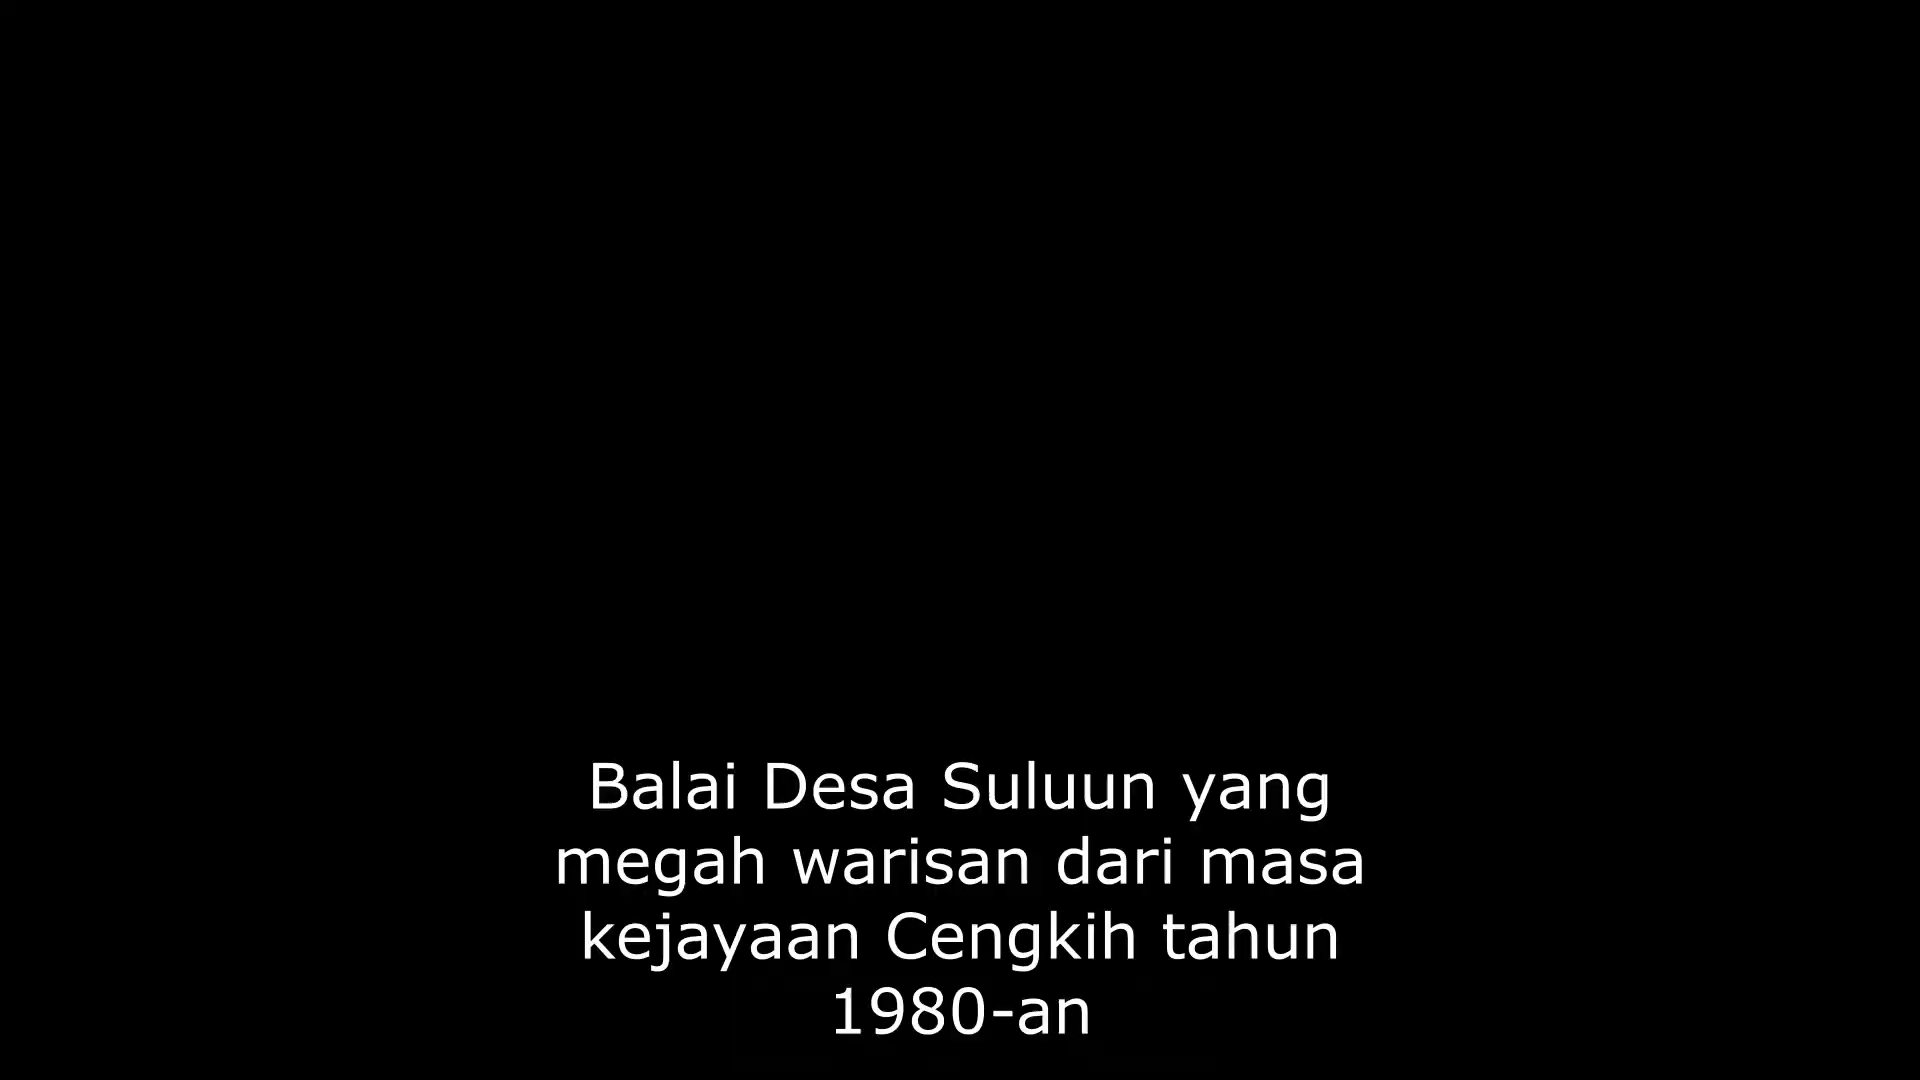 Balai Desa Suluun yang
megah warisan dari masa
kejayaan Cengkih tahun
1980-an